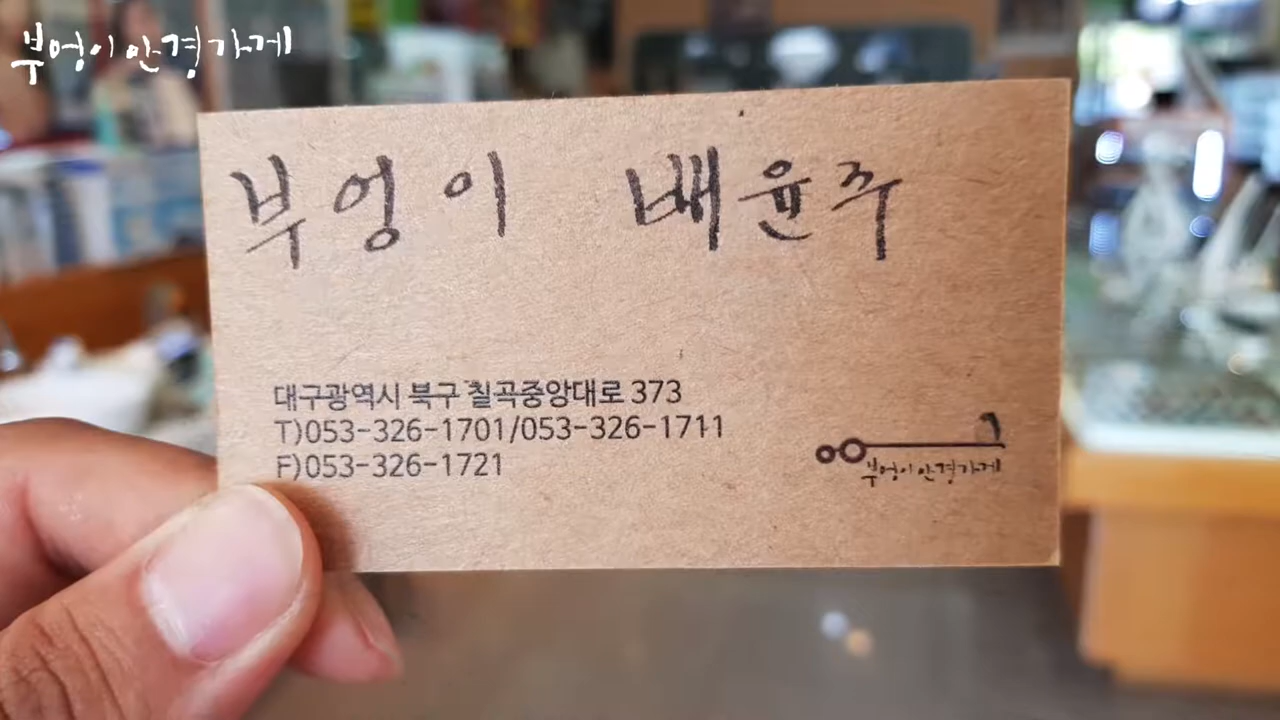 부엉이안경가게
부엉이 배윤주
대구광역시 북구 칠곡중앙대로 373
T)053-326-1701/053-326-1711
F)053-326-1721
부엉이안경가게